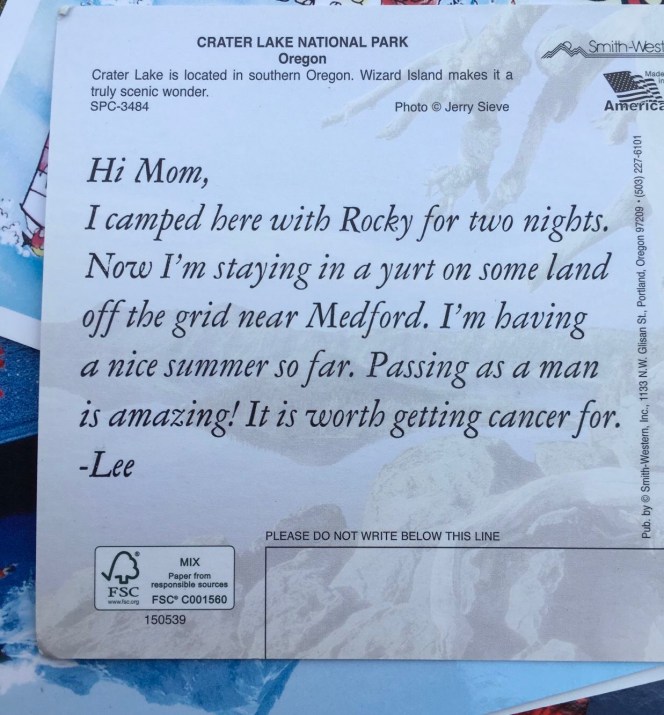 CRATER LAKE NATIONAL PARK
Oregon
Crater Lake is located in southern Oregon. Wizard Island makes it a
truly scenic wonder.
SPC-3484
Photo © Jerry Sieve
Smith-West
Made
in
America
Hi Mom,
I camped here with Rocky for two nights.
Now I'm staying in a yurt on some land
off the grid near Medford. I'm having
a nice summer so far. Passing as a man
is amazing! It is worth getting cancer for.
-Lee
Pub. by © Smith-Western, Inc., 1133 N.W. Glisan St., Portland, Oregon 97209 • (503) 227-6101
PLEASE DO NOT WRITE BELOW THIS LINE
FSC
www.fsc.org
MIX
Paper from
responsible sources
FSC® C001560
150539